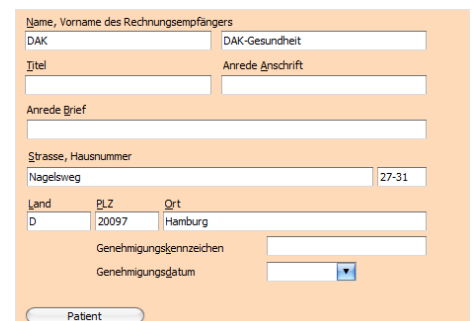 Name, Vorname des Rechnungsempfängers
DAK DAK-Gesundheit
Titel Anrede Anschrift
Anrede Brief
Strasse, Hausnummer
Nagelsweg 27-31
Land PLZ Ort
D 20097 Hamburg
Genehmigungskennzeichen
Genehmigungsdatum
Patient